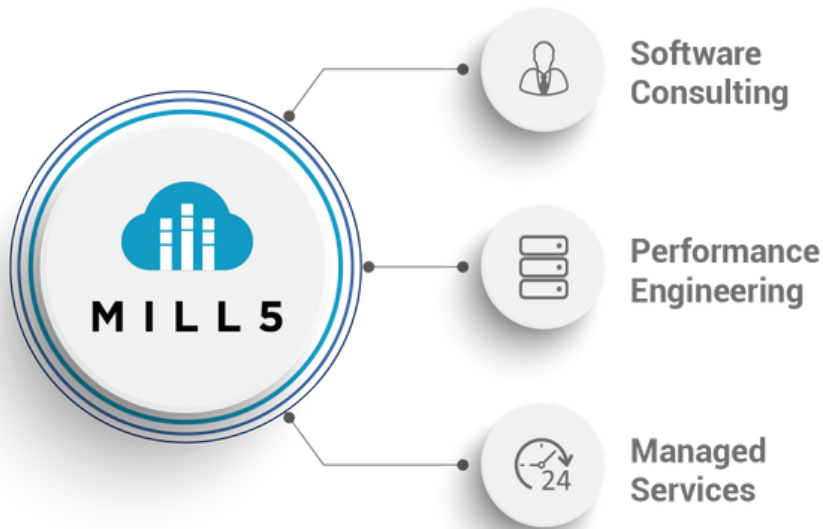 MILL5
Software
Consulting
Performance
Engineering
24
Managed
Services